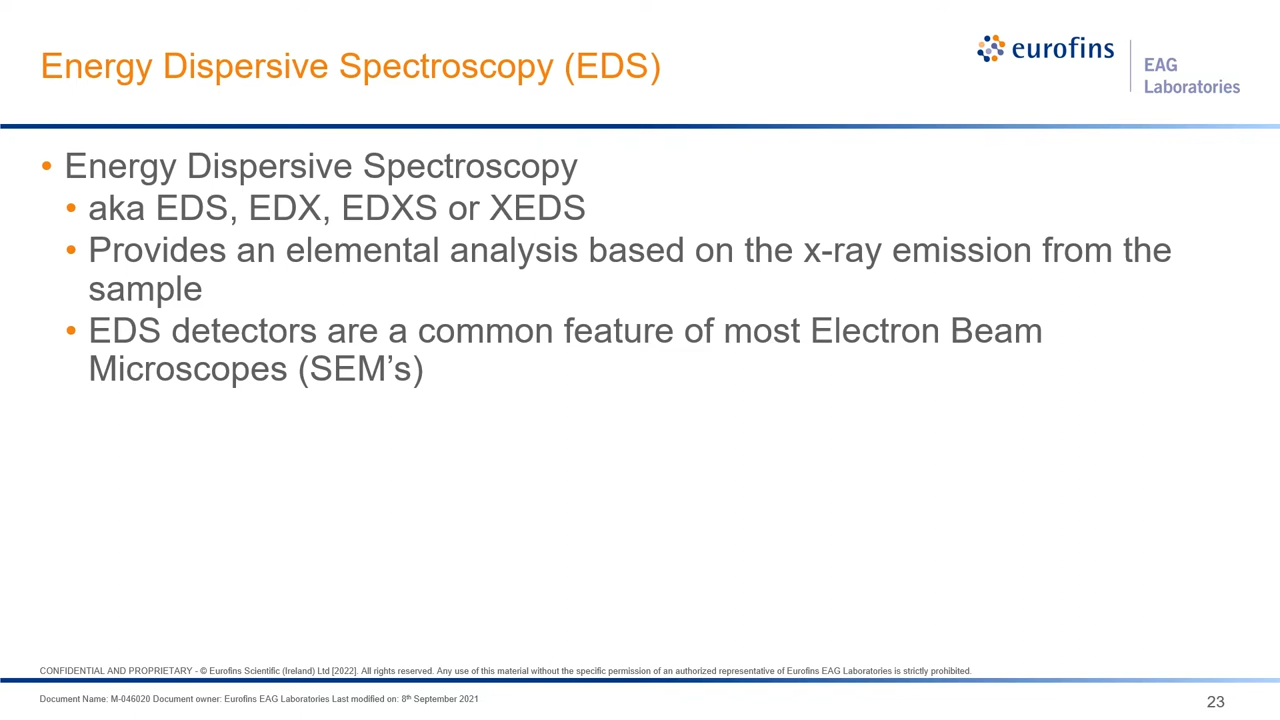 Energy Dispersive Spectroscopy (EDS)
eurofins
EAG
Laboratories
• Energy Dispersive Spectroscopy
• aka EDS, EDX, EDXS or XEDS
• Provides an elemental analysis based on the x-ray emission from the
sample
• EDS detectors are a common feature of most Electron Beam
Microscopes (SEM’s)
CONFIDENTIAL AND PROPRIETARY - © Eurofins Scientific (Ireland) Ltd [2022]. All rights reserved. Any use of this material without the specific permission of an authorized representative of Eurofins EAG Laboratories is strictly prohibited.
Document Name: M-046020 Document owner: Eurofins EAG Laboratories Last modified on: 8th September 2021
23